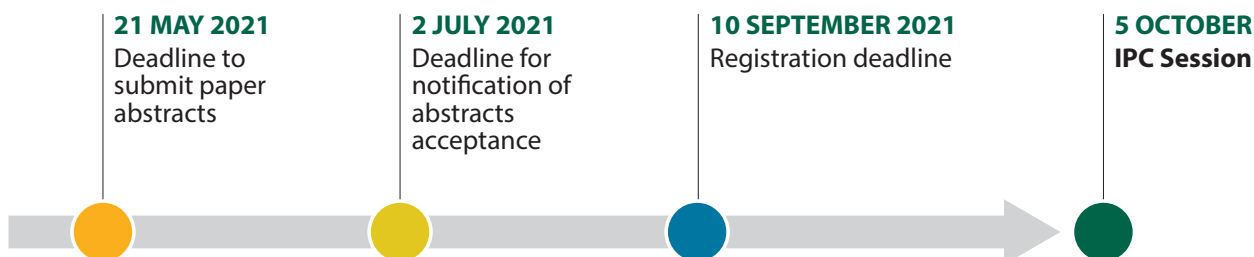 21 MAY 2021
Deadline to
submit paper
abstracts
2 JULY 2021
Deadline for
notification of
abstracts
acceptance
10 SEPTEMBER 2021
Registration deadline
5 OCTOBER
IPC Session